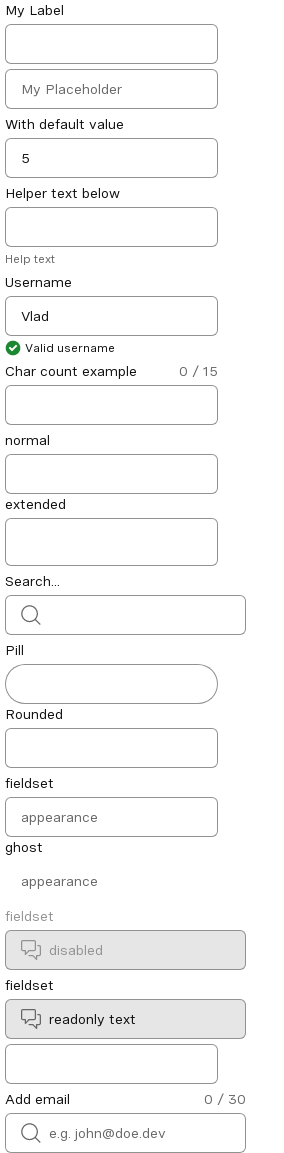 My Label
My Placeholder
With default value
5
Helper text below
Help text
Username
Vlad
Valid username
Char count example 0 / 15
normal
extended
Search...
Pill
Rounded
fieldset
appearance
ghost
appearance
fieldset
disabled
fieldset
readonly text
Add email 0 / 30
e.g. john@doe.dev